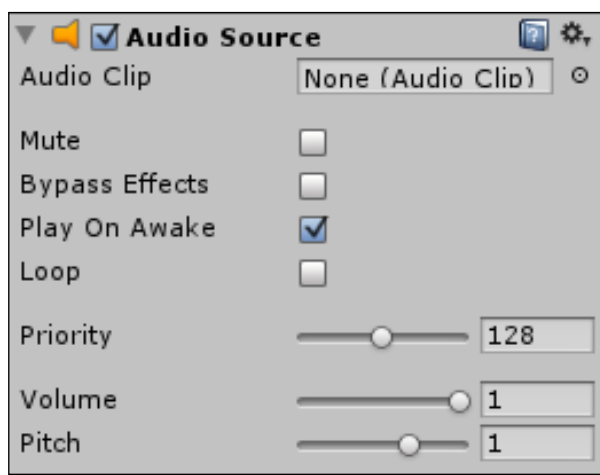 Audio Source
Audio Clip None (Audio Clip)
Mute
Bypass Effects
Play On Awake
Loop
Priority 128
Volume 1
Pitch 1